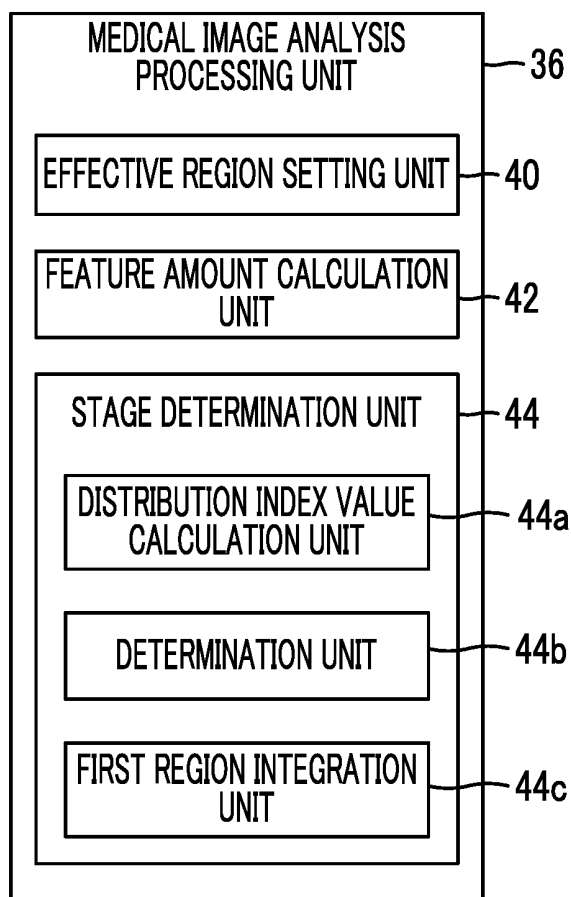 MEDICAL IMAGE ANALYSIS
PROCESSING UNIT
36
EFFECTIVE REGION SETTING UNIT
40
FEATURE AMOUNT CALCULATION
UNIT
42
STAGE DETERMINATION UNIT
44
DISTRIBUTION INDEX VALUE
CALCULATION UNIT
44a
DETERMINATION UNIT
44b
FIRST REGION INTEGRATION
UNIT
44c